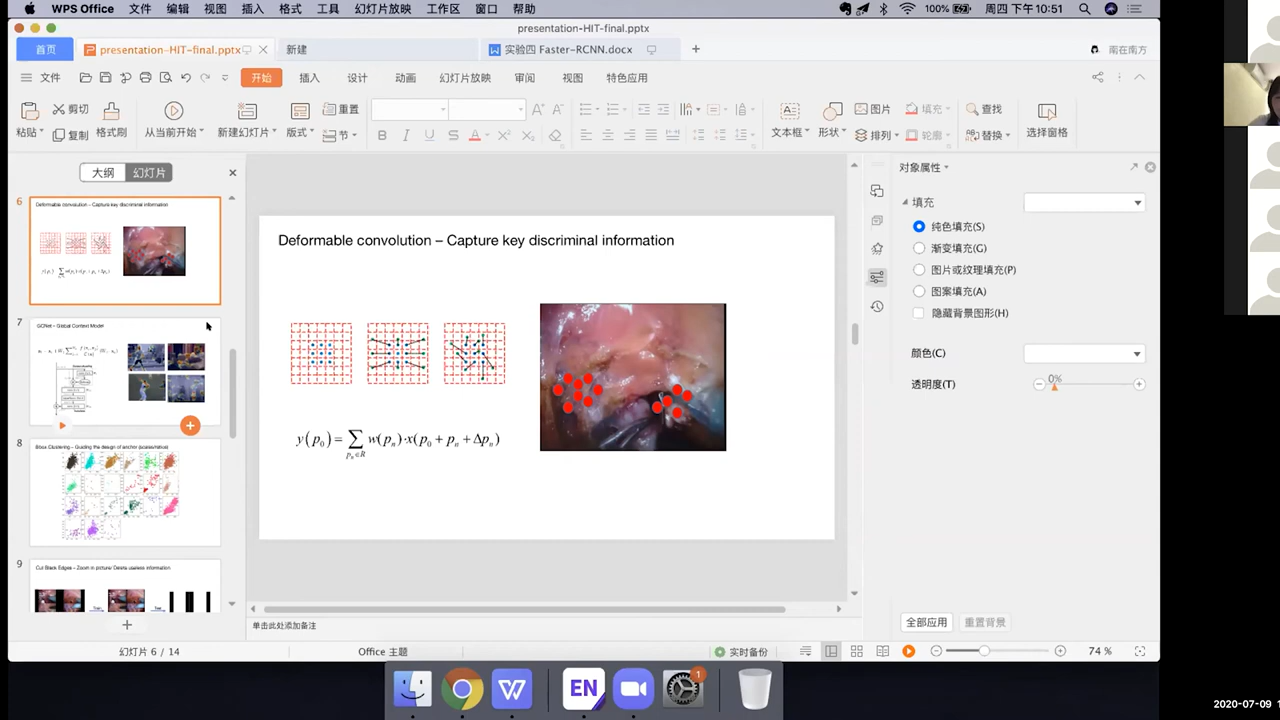 WPS Office 文件 编辑 视图 插入 格式 工具 幻灯片放映 工作区 窗口 帮助 100% 周四 下午10:51
presentation-HIT-final.pptx
首页 presentation-HIT-final.pptx 新建 实验四 Faster-RCNN.docx 南在南方
文件 开始 插入 设计 动画 幻灯片放映 审阅 视图 特色应用
剪切 重置 图片 填充 查找
粘贴 复制 格式刷 从当前开始 新建幻灯片 版式 节 文本框 形状 排列 轮廓 替换 选择窗格
大纲 幻灯片
对象属性
6
Deformable convolution – Capture key discriminal information
7
GCNet – Global Context Model
8
Bbox Clustering – Guiding the design of anchor (scales/ratios)
9
Cut Black Edges – Zoom in picture/ Delete useless information
Deformable convolution – Capture key discriminal information
y(p₀) = ∑ w(pₙ)·x(p₀ + pₙ + Δpₙ)
pₙ∈R
填充
纯色填充(S)
渐变填充(G)
图片或纹理填充(P)
图案填充(A)
隐藏背景图形(H)
颜色(C)
透明度(T) 0%
全部应用 重置背景
单击此处添加备注
幻灯片 6 / 14 Office 主题 实时备份 74 %
EN
1
2020-07-09